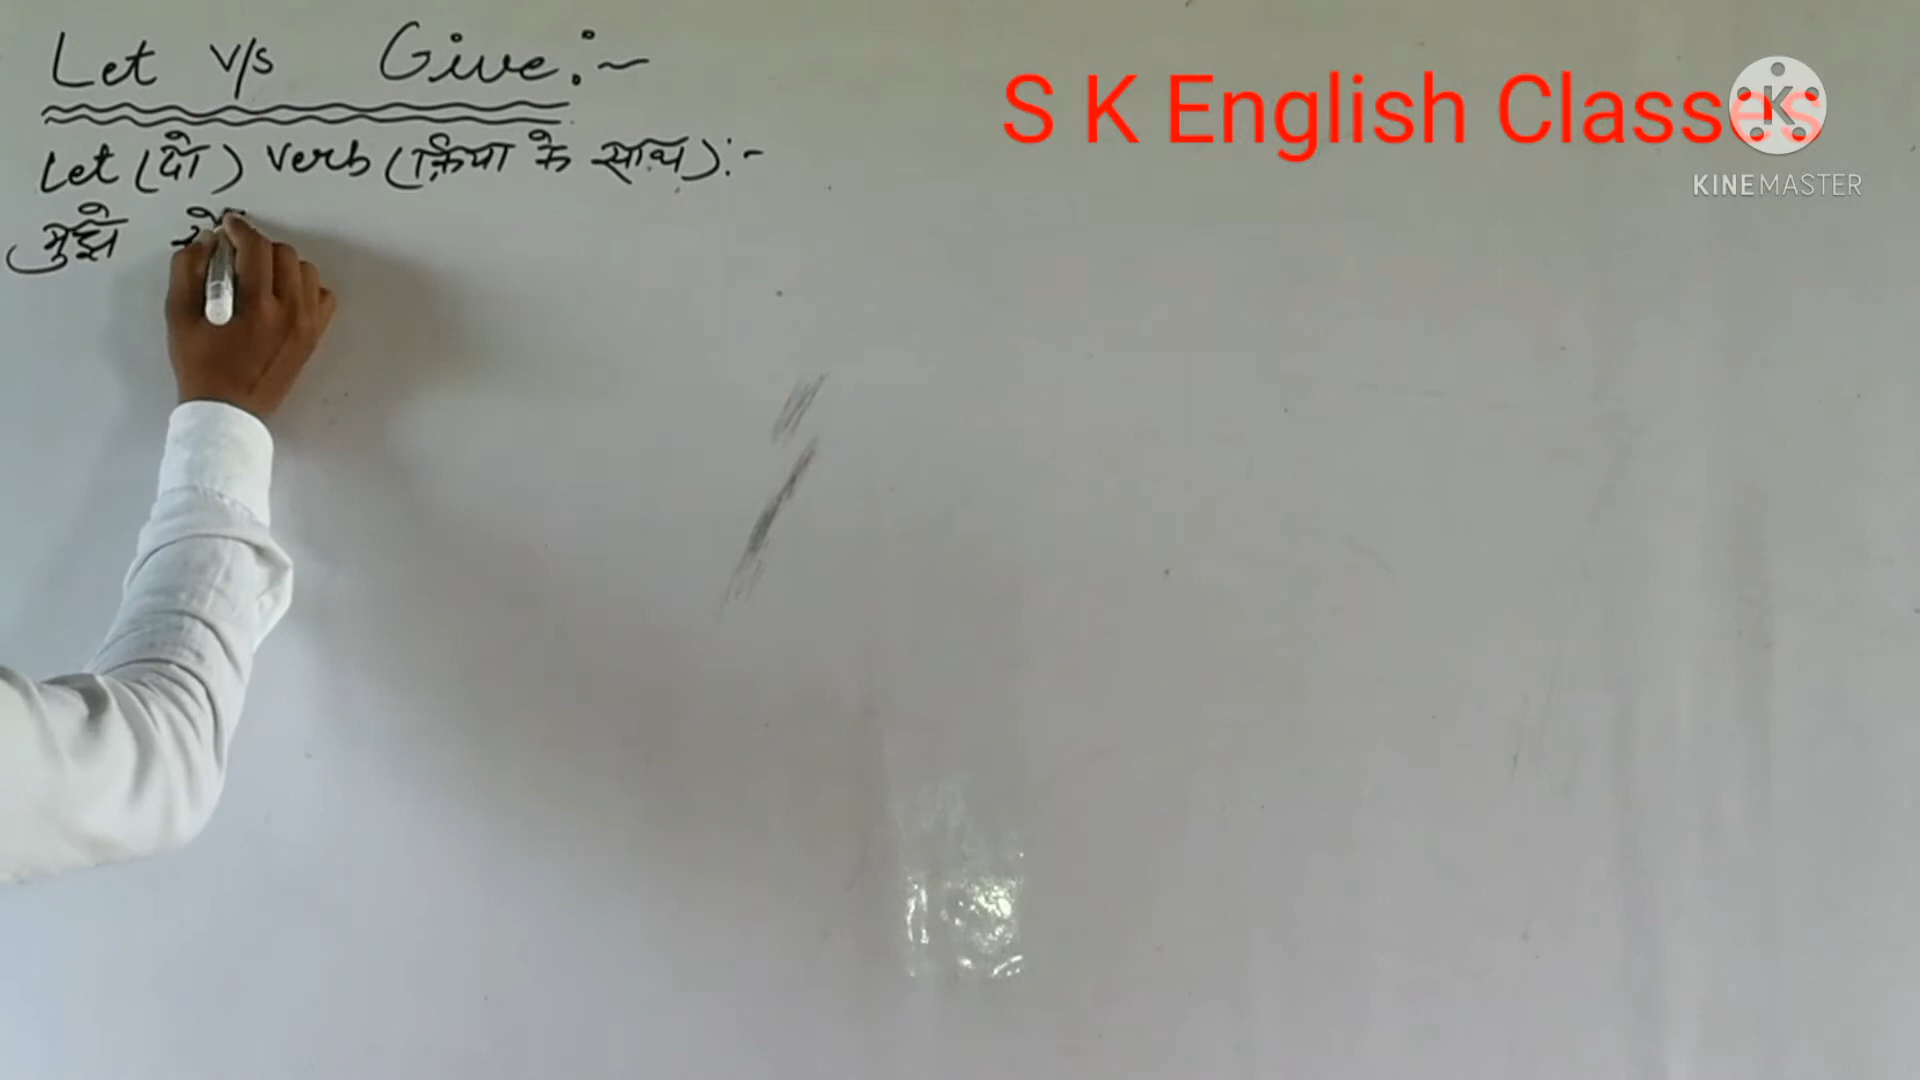 Let v/s Give:~
Let (दो) verb (क्रिया के साथ):-
मुझे
S K English Classes
K
KINEMASTER